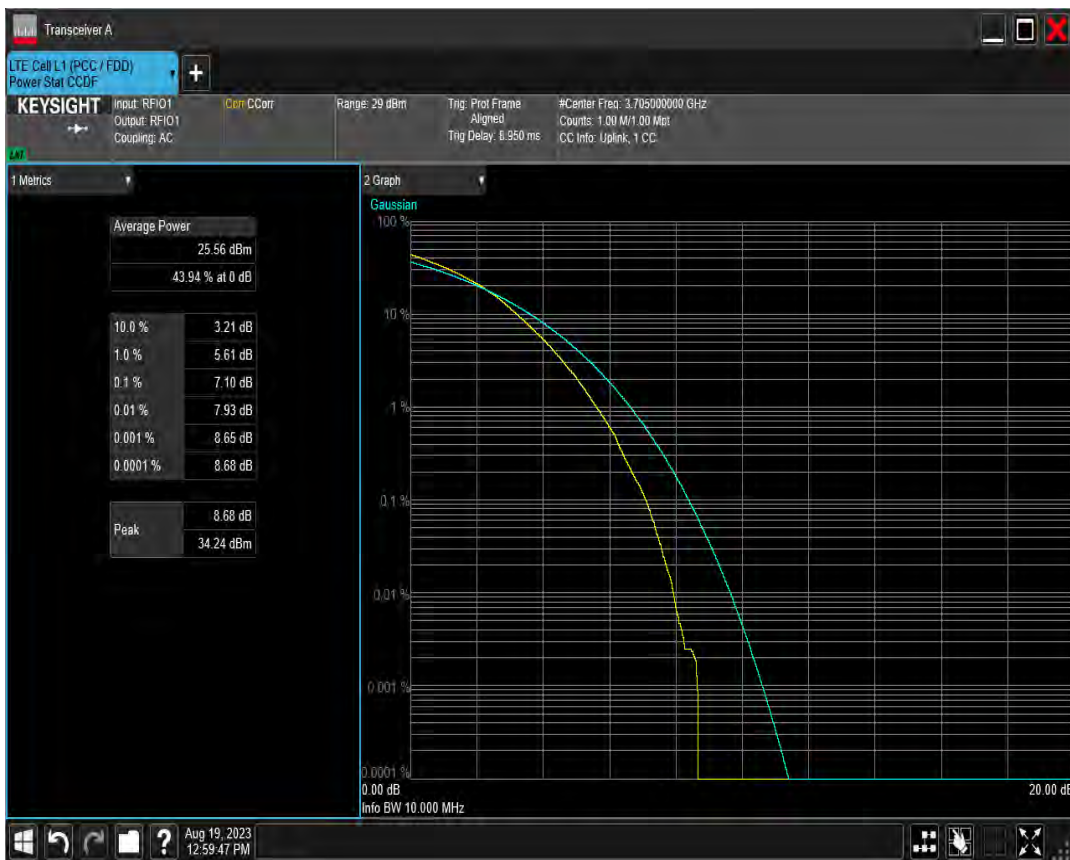 Transceiver A
LTE Cell L1 (PCC / FDD)
Power Stat CCDF
+
KEYSIGHT
Input: RFIO1
Output: RFIO1
Coupling: AC
Corr CCorr
Range: 29 dBm
Trig: Prot Frame
Aligned
Trig Delay: 8.950 ms
#Center Freq: 3.705000000 GHz
Counts: 1.00 M/1.00 Mpt
CC Info: Uplink, 1 CC
1 Metrics
Average Power
25.56 dBm
43.94 % at 0 dB
10.0 % 3.21 dB
1.0 % 5.61 dB
0.1 % 7.10 dB
0.01 % 7.93 dB
0.001 % 8.65 dB
0.0001 % 8.68 dB
Peak
8.68 dB
34.24 dBm
2 Graph
Gaussian
100 %
10 %
1 %
0.1 %
0.01 %
0.001 %
0.0001 %
0.00 dB
20.00 dB
Info BW 10.000 MHz
?
Aug 19, 2023
12:59:47 PM